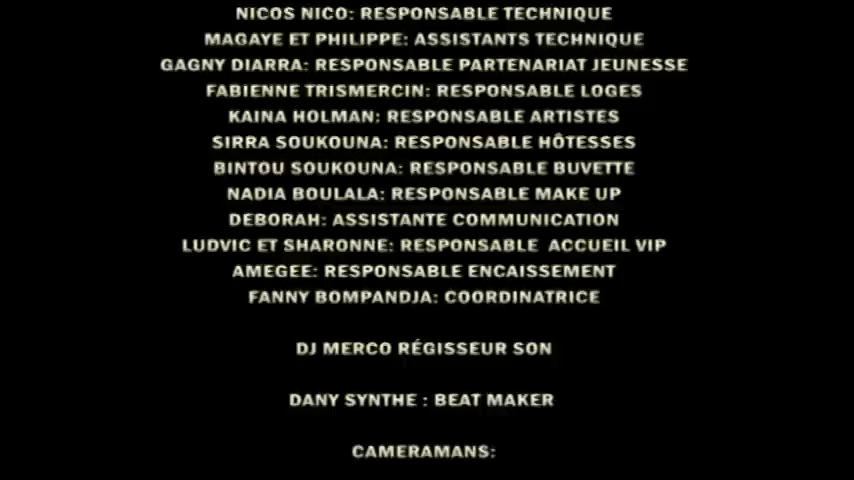 NICOS NICO: RESPONSABLE TECHNIQUE
MAGAYE ET PHILIPPE: ASSISTANTS TECHNIQUE
GAGNY DIARRA: RESPONSABLE PARTENARIAT JEUNESSE
FABIENNE TRISMERCIN: RESPONSABLE LOGES
KAINA HOLMAN: RESPONSABLE ARTISTES
SIRRA SOUKOUNA: RESPONSABLE HÔTESSES
BINTOU SOUKOUNA: RESPONSABLE BUVETTE
NADIA BOULALA: RESPONSABLE MAKE UP
DEBORAH: ASSISTANTE COMMUNICATION
LUDVIC ET SHARONNE: RESPONSABLE ACCUEIL VIP
AMEGEE: RESPONSABLE ENCAISSEMENT
FANNY BOMPANDJA: COORDINATRICE
DJ MERCO RÉGISSEUR SON
DANY SYNTHE : BEAT MAKER
CAMERAMANS: